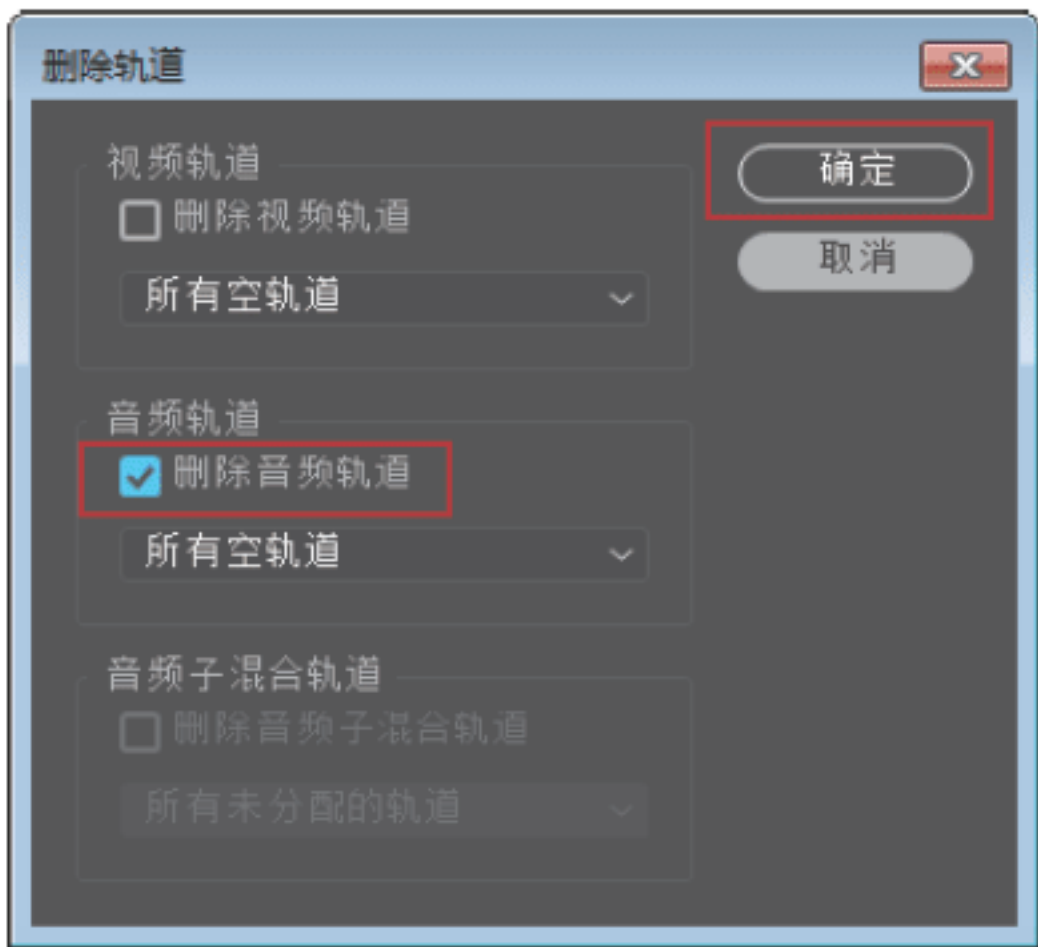 删除轨道
视频轨道
删除视频轨道
所有空轨道
音频轨道
删除音频轨道
所有空轨道
音频子混合轨道
删除音频子混合轨道
所有未分配的轨道
确定
取消